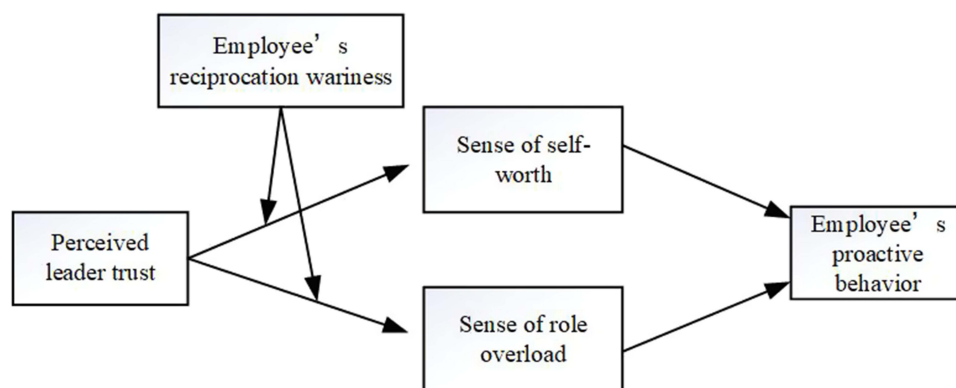 Employee’s
reciprocation wariness
Sense of self-
worth
Perceived
leader trust
Employee’s
proactive
behavior
Sense of role
overload